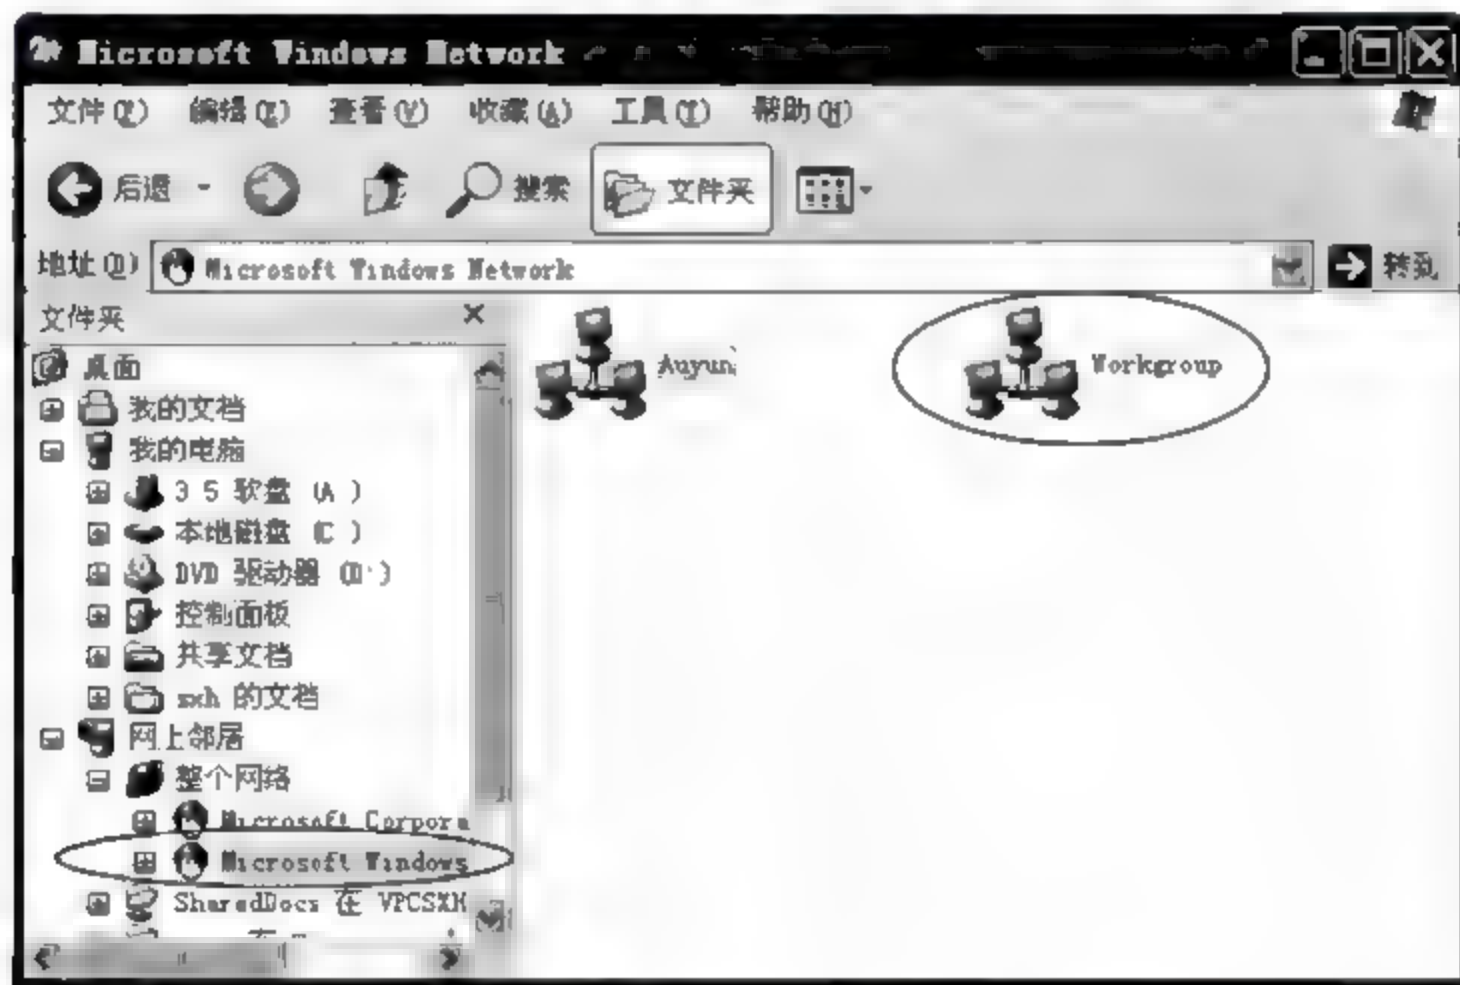 Microsoft Windows Network
文件(F) 编辑(E) 查看(V) 收藏(A) 工具(T) 帮助(H)
后退 搜索 文件夹
地址(D) Microsoft Windows Network 转到
文件夹
桌面
我的文档
我的电脑
3 5 软盘 (A )
本地磁盘 (C )
DVD 驱动器 (D )
控制面板
共享文档
sxh 的文档
网上邻居
整个网络
Microsoft Corpora
Microsoft Windows
SharedDocs 在 VPCSXH
Auyun
Workgroup